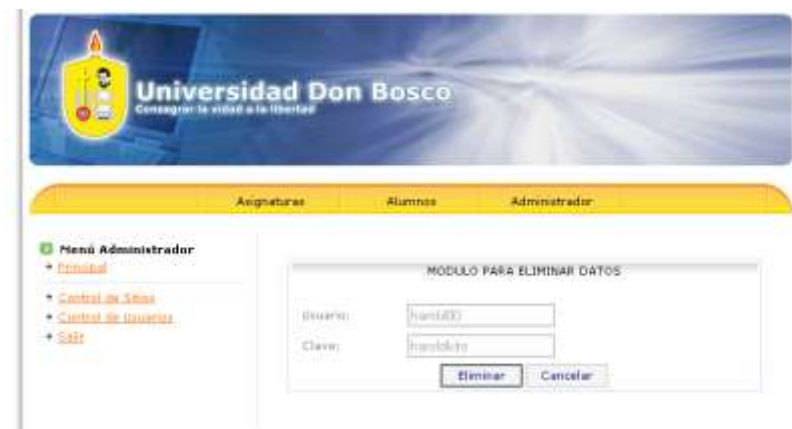 Universidad Don Bosco
Consagrar la vidad a la libertad
Asignaturas Alumnos Administrador
Menú Administrador
Principal
Control de Sitios
Control de Usuarios
Salir
MODULO PARA ELIMINAR DATOS
Usuario:
Clave:
Eliminar Cancelar